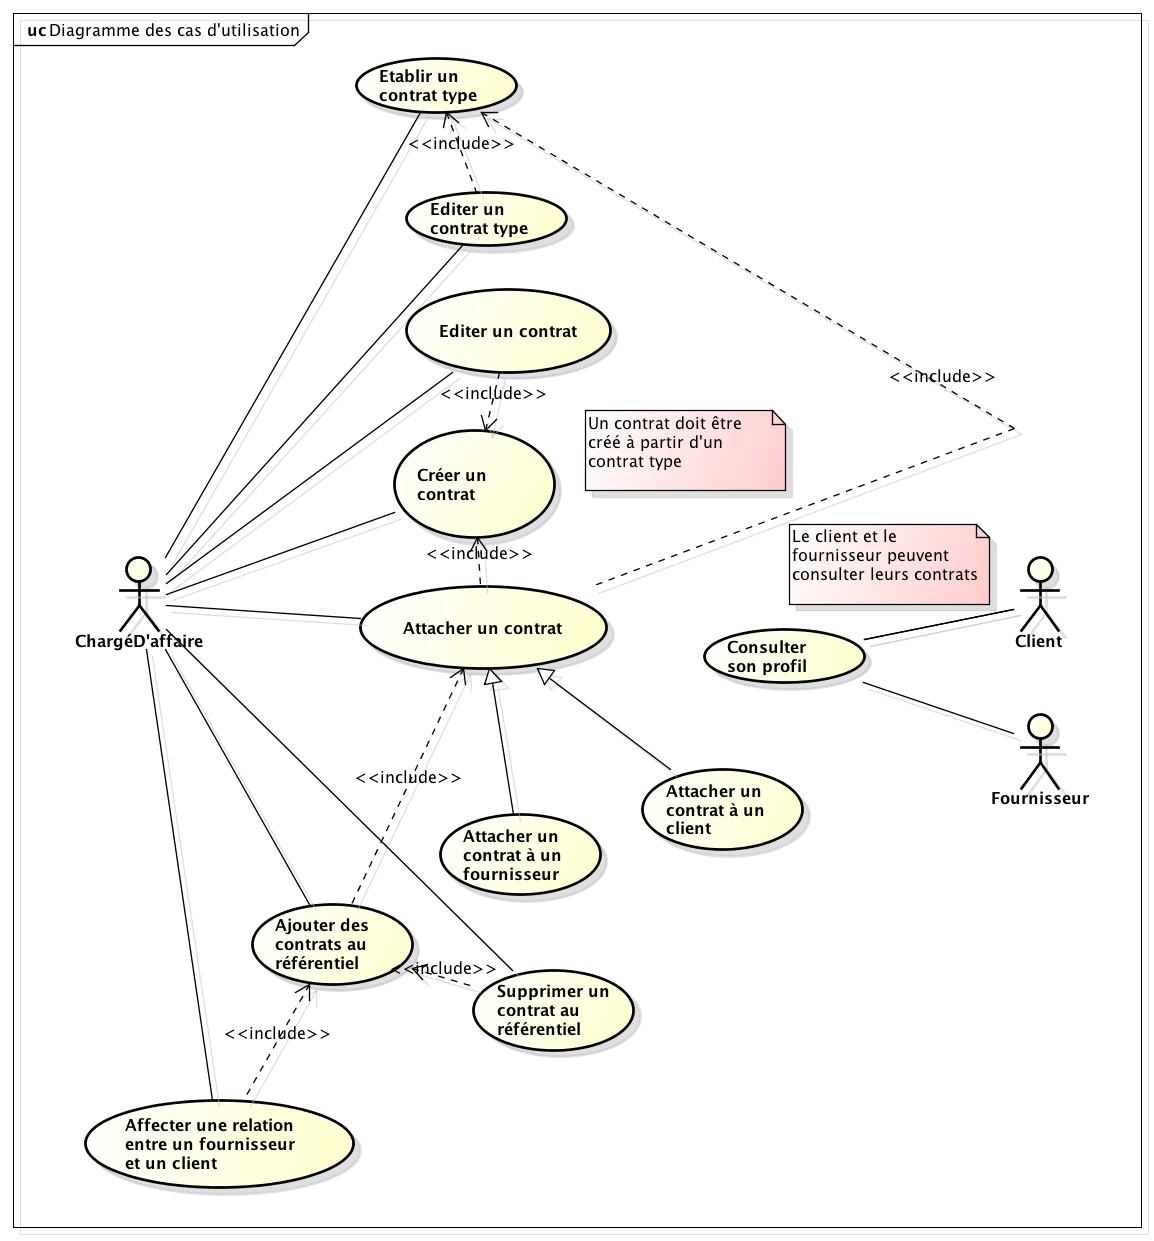 uc Diagramme des cas d'utilisation
Etablir un
contrat type
<<include>>
Editer un
contrat type
Editer un contrat
<<include>>
<<include>>
Un contrat doit être
créé à partir d'un
contrat type
Créer un
contrat
<<include>>
Le client et le
fournisseur peuvent
consulter leurs contrats
ChargéD'affaire
Attacher un contrat
Consulter
son profil
Client
<<include>>
Fournisseur
Attacher un
contrat à un
client
Attacher un
contrat à un
fournisseur
Ajouter des
contrats au
référentiel
<<include>>
Supprimer un
contrat au
référentiel
<<include>>
Affecter une relation
entre un fournisseur
et un client